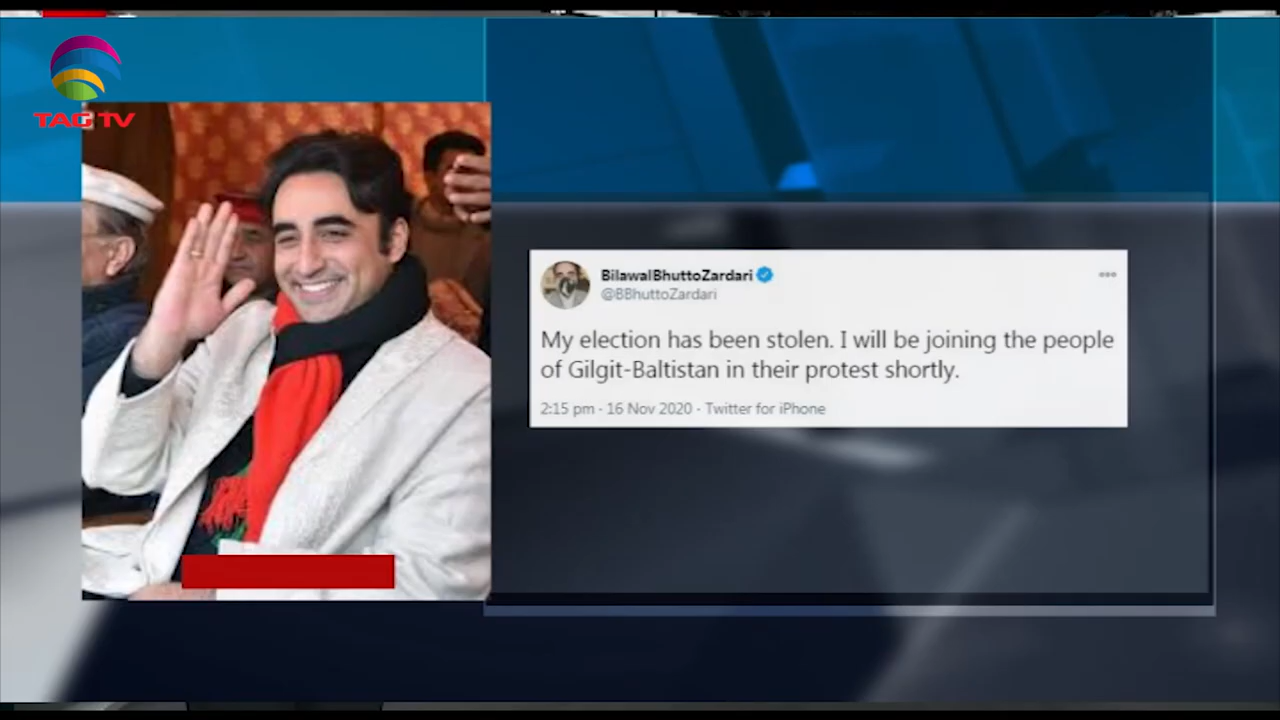 TAG TV
BilawalBhuttoZardari
@BBhuttoZardari
My election has been stolen. I will be joining the people
of Gilgit-Baltistan in their protest shortly.
2:15 pm · 16 Nov 2020 · Twitter for iPhone